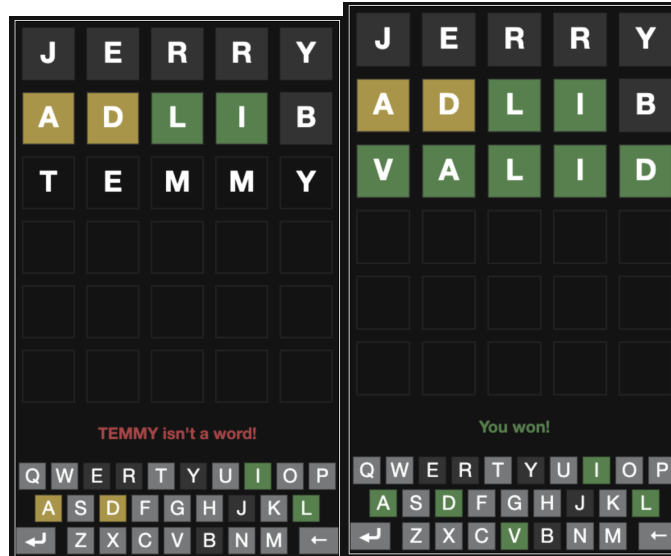 J E R R Y
A D L I B
T E M M Y
TEMMY isn't a word!
Q W E R T Y U I O P
A S D F G H J K L
↵ Z X C V B N M ←
J E R R Y
A D L I B
V A L I D
You won!
Q W E R T Y U I O P
A S D F G H J K L
↵ Z X C V B N M ←